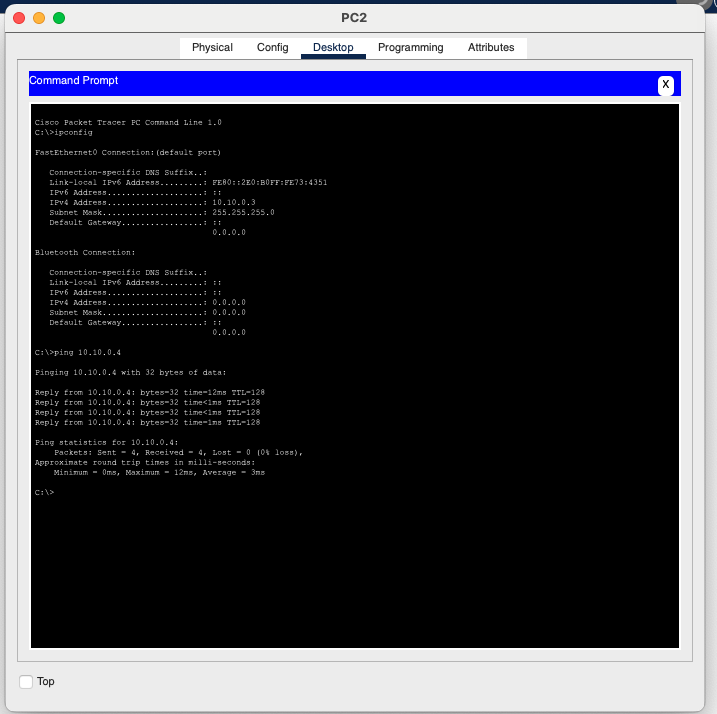 PC2
Physical Config Desktop Programming Attributes
Command Prompt
X
Cisco Packet Tracer PC Command Line 1.0
C:\>ipconfig
FastEthernet0 Connection:(default port)
Connection-specific DNS Suffix..:
Link-local IPv6 Address.........: FE80::2E0:B0FF:FE73:4351
IPv6 Address....................: ::
IPv4 Address....................: 10.10.0.3
Subnet Mask.....................: 255.255.255.0
Default Gateway.................: ::
0.0.0.0
Bluetooth Connection:
Connection-specific DNS Suffix..:
Link-local IPv6 Address.........: ::
IPv6 Address....................: ::
IPv4 Address....................: 0.0.0.0
Subnet Mask.....................: 0.0.0.0
Default Gateway.................: ::
0.0.0.0
C:\>ping 10.10.0.4
Pinging 10.10.0.4 with 32 bytes of data:
Reply from 10.10.0.4: bytes=32 time=12ms TTL=128
Reply from 10.10.0.4: bytes=32 time<1ms TTL=128
Reply from 10.10.0.4: bytes=32 time<1ms TTL=128
Reply from 10.10.0.4: bytes=32 time=1ms TTL=128
Ping statistics for 10.10.0.4:
Packets: Sent = 4, Received = 4, Lost = 0 (0% loss),
Approximate round trip times in milli-seconds:
Minimum = 0ms, Maximum = 12ms, Average = 3ms
C:\>
Top